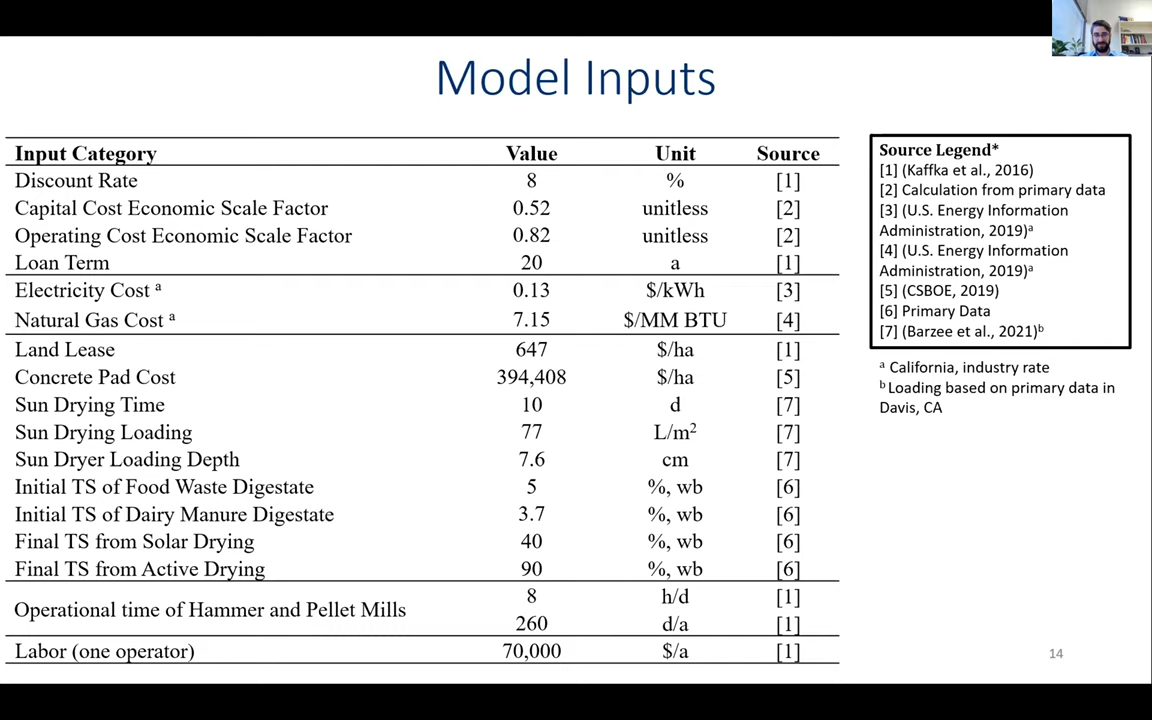 Model Inputs
Input Category Value Unit Source
Discount Rate 8 % [1]
Capital Cost Economic Scale Factor 0.52 unitless [2]
Operating Cost Economic Scale Factor 0.82 unitless [2]
Loan Term 20 a [1]
Electricity Cost ᵃ 0.13 $/kWh [3]
Natural Gas Cost ᵃ 7.15 $/MM BTU [4]
Land Lease 647 $/ha [1]
Concrete Pad Cost 394,408 $/ha [5]
Sun Drying Time 10 d [7]
Sun Drying Loading 77 L/m² [7]
Sun Dryer Loading Depth 7.6 cm [7]
Initial TS of Food Waste Digestate 5 %, wb [6]
Initial TS of Dairy Manure Digestate 3.7 %, wb [6]
Final TS from Solar Drying 40 %, wb [6]
Final TS from Active Drying 90 %, wb [6]
Operational time of Hammer and Pellet Mills
8 h/d [1]
260 d/a [1]
Labor (one operator) 70,000 $/a [1]
Source Legend*
[1] (Kaffka et al., 2016)
[2] Calculation from primary data
[3] (U.S. Energy Information
Administration, 2019)ᵃ
[4] (U.S. Energy Information
Administration, 2019)ᵃ
[5] (CSBOE, 2019)
[6] Primary Data
[7] (Barzee et al., 2021)ᵇ
ᵃ California, industry rate
ᵇ Loading based on primary data in
Davis, CA
14